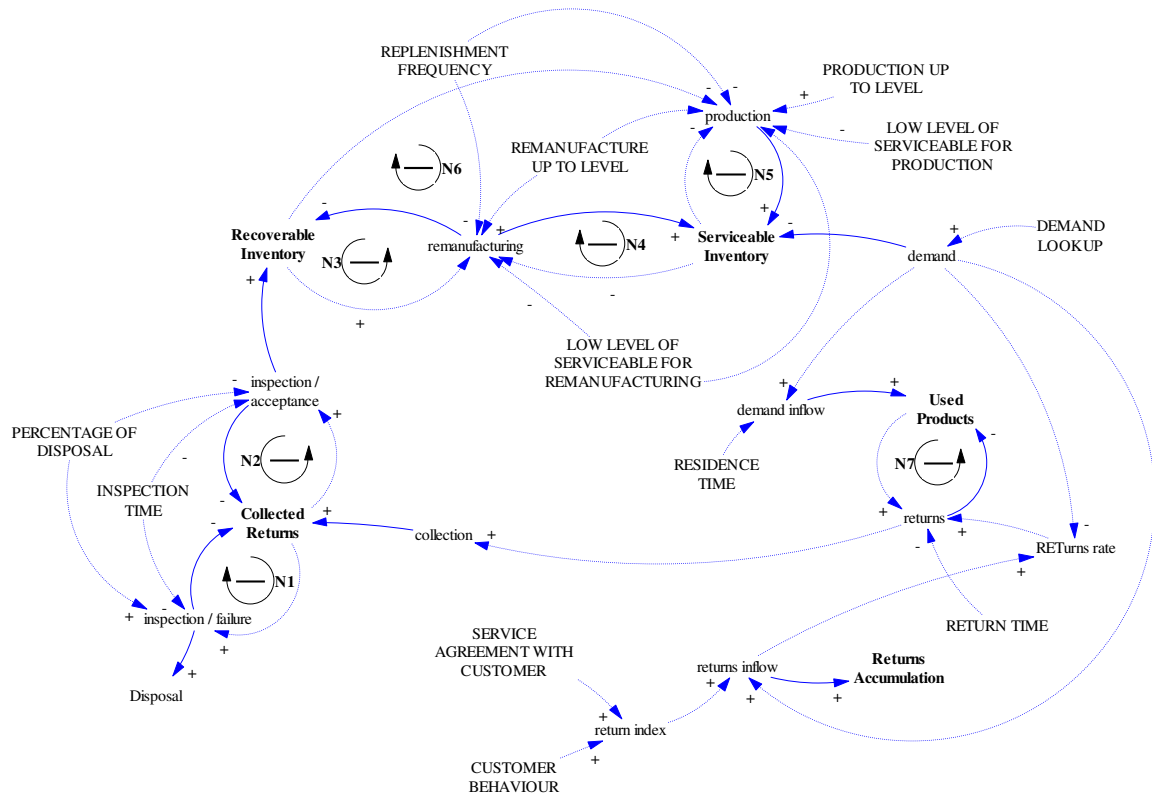 REPLENISHMENT
FREQUENCY
PRODUCTION UP
TO LEVEL
+
- -
production
-
LOW LEVEL OF
SERVICEABLE FOR
PRODUCTION
REMANUFACTURE
UP TO LEVEL
-
N6
N5
-
- +
+ -
Recoverable
Inventory
remanufacturing
N4
+
Serviceable
Inventory
+
demand
DEMAND
LOOKUP
N3
+
+
-
-
LOW LEVEL OF
SERVICEABLE FOR
REMANUFACTURING
-
inspection /
acceptance
+
+
demand inflow
+
Used
Products
-
PERCENTAGE OF
DISPOSAL
-
N2
INSPECTION
TIME
RESIDENCE
TIME
N7
-
-
Collected
Returns
+
collection
+
+
returns
+
-
-
RETurns rate
+
N1
+
-
inspection / failure
+
RETURN TIME
+
Disposal
SERVICE
AGREEMENT WITH
CUSTOMER
returns inflow
+
+
Returns
Accumulation
+
+
return index
+
CUSTOMER
BEHAVIOUR